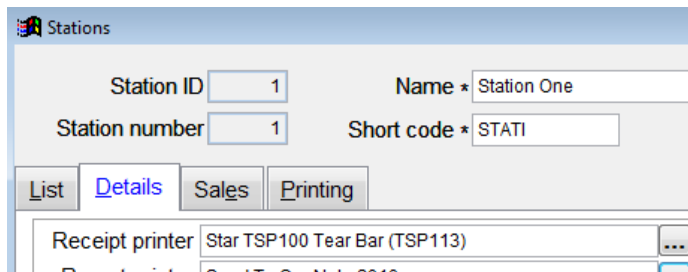 Stations
Station ID 1 Name * Station One
Station number 1 Short code * STATI
List Details Sales Printing
Receipt printer Star TSP100 Tear Bar (TSP113) ...